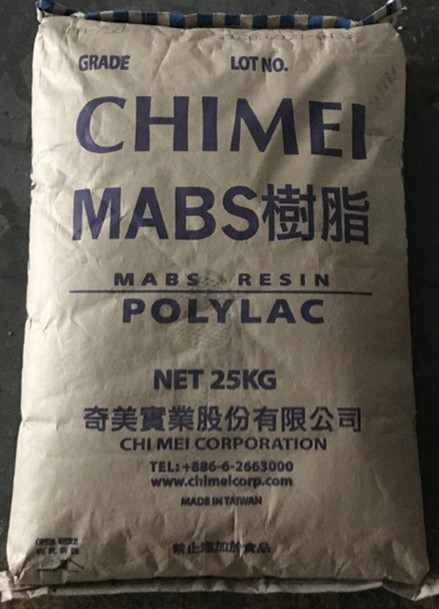 GRADE LOT NO.
CHIMEI
MABS樹脂
MABS RESIN
POLYLAC
NET 25KG
奇美實業股份有限公司
CHI MEI CORPORATION
TEL: +886-6-2663000
www.chimeicorp.com
MADE IN TAIWAN
禁止添加於食品